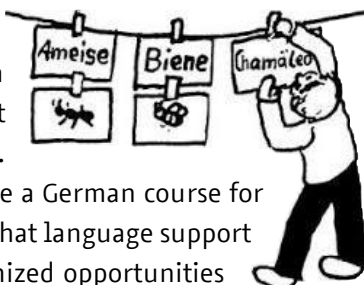 Ameise Biene Chamäleo
t
.
e a German course for
hat language support
nized opportunities